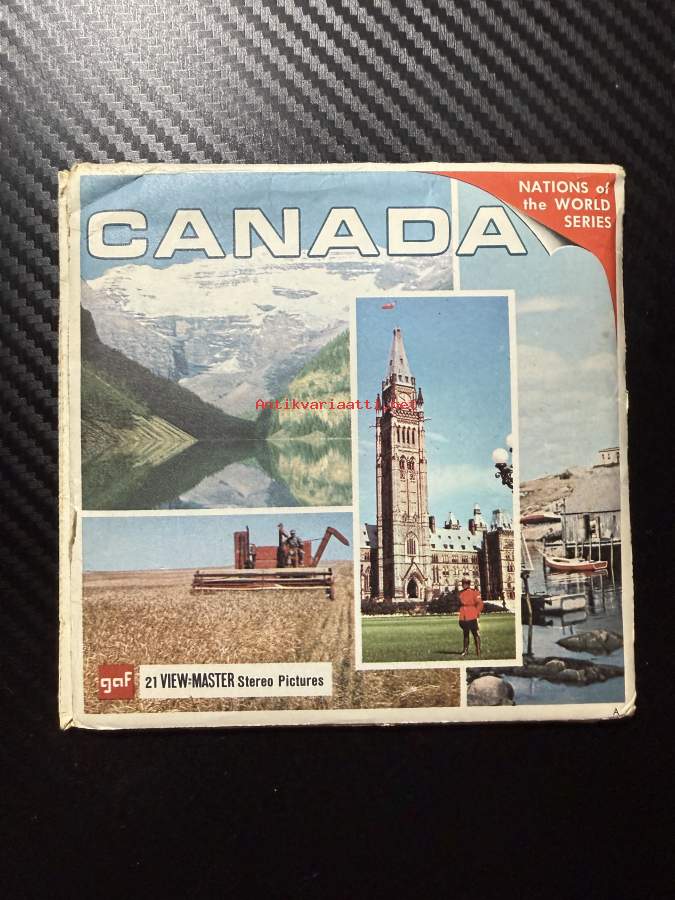 NATIONS of
the WORLD
SERIES
CANADA
Antikvariaatti.net
gaf
21 VIEW-MASTER Stereo Pictures
A